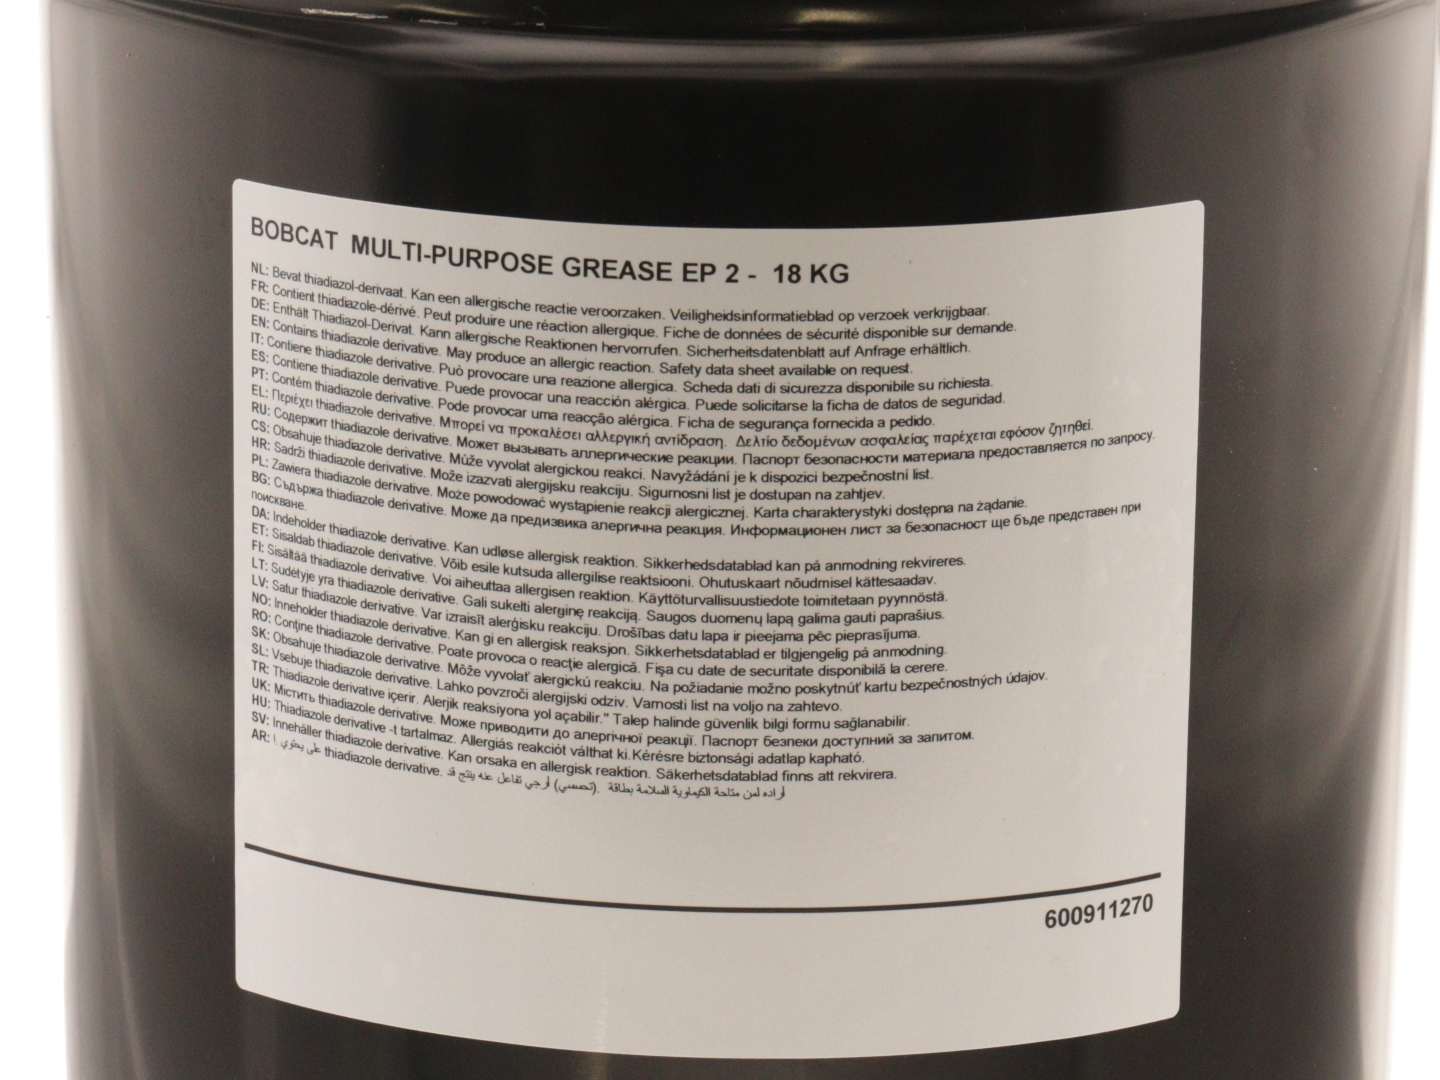 BOBCAT MULTI-PURPOSE GREASE EP 2 - 18 KG
NL: Bevat thiadiazol-derivaat. Kan een allergische reactie veroorzaken. Veiligheidsinformatieblad op verzoek verkrijgbaar.
FR: Contient thiadiazole-dérivé. Peut produire une réaction allergique. Fiche de données de sécurité disponible sur demande.
DE: Enthält Thiadiazol-Derivat. Kann allergische Reaktionen hervorrufen. Sicherheitsdatenblatt auf Anfrage erhältlich.
EN: Contains thiadiazole derivative. May produce an allergic reaction. Safety data sheet available on request.
IT: Contiene thiadiazole derivative. Può provocare una reazione allergica. Scheda dati di sicurezza disponibile su richiesta.
ES: Contiene thiadiazole derivative. Puede provocar una reacción alérgica. Puede solicitarse la ficha de datos de seguridad.
PT: Contém thiadiazole derivative. Pode provocar uma reacção alérgica. Ficha de segurança fornecida a pedido.
EL: Περιέχει thiadiazole derivative. Μπορεί να προκαλέσει αλλεργική αντίδραση. Δελτίο δεδομένων ασφαλείας παρέχεται εφόσον ζητηθεί.
RU: Содержит thiadiazole derivative. Может вызывать аллергические реакции. Паспорт безопасности материала предоставляется по запросу.
CS: Obsahuje thiadiazole derivative. Může vyvolat alergickou reakci. Navyžádání je k dispozici bezpečnostní list.
HR: Sadrži thiadiazole derivative. Može izazvati alergijsku reakciju. Sigurnosni list je dostupan na zahtjev.
PL: Zawiera thiadiazole derivative. Może powodować wystąpienie reakcji alergicznej. Karta charakterystyki dostępna na żądanie.
BG: Съдържа thiadiazole derivative. Може да предизвика алергична реакция. Информационен лист за безопасност ще бъде представен при
поискване.
DA: Indeholder thiadiazole derivative. Kan udløse allergisk reaktion. Sikkerhedsdatablad kan på anmodning rekvireres.
ET: Sisaldab thiadiazole derivative. Võib esile kutsuda allergilise reaktsiooni. Ohutuskaart nõudmisel kättesaadav.
FI: Sisältää thiadiazole derivative. Voi aiheuttaa allergisen reaktion. Käyttöturvallisuustiedote toimitetaan pyynnöstä.
LT: Sudėtyje yra thiadiazole derivative. Gali sukelti alerginę reakciją. Saugos duomenų lapą galima gauti paprašius.
LV: Satur thiadiazole derivative. Var izraisīt alerģisku reakciju. Drošības datu lapa ir pieejama pēc pieprasījuma.
NO: Inneholder thiadiazole derivative. Kan gi en allergisk reaksjon. Sikkerhetsdatablad er tilgjengelig på anmodning.
RO: Conţine thiadiazole derivative. Poate provoca o reacţie alergică. Fişa cu date de securitate disponibilă la cerere.
SK: Obsahuje thiadiazole derivative. Môže vyvolať alergickú reakciu. Na požiadanie možno poskytnúť kartu bezpečnostných údajov.
SL: Vsebuje thiadiazole derivative. Lahko povzroči alergijski odziv. Varnosti list na voljo na zahtevo.
TR: Thiadiazole derivative içerir. Alerjik reaksiyona yol açabilir." Talep halinde güvenlik bilgi formu sağlanabilir.
UK: Містить thiadiazole derivative. Може приводити до алергічної реакції. Паспорт безпеки доступний за запитом.
HU: Thiadiazole derivative -t tartalmaz. Allergiás reakciót válthat ki.Kérésre biztonsági adatlap kapható.
SV: Innehåller thiadiazole derivative. Kan orsaka en allergisk reaktion. Säkerhetsdatablad finns att rekvirera.
AR: على يحتوي thiadiazole derivative. قد ينتج عنه تفاعل أرجي (تحسسي). بطاقة السلامة الكيماوية متاحة لمن أراده
600911270